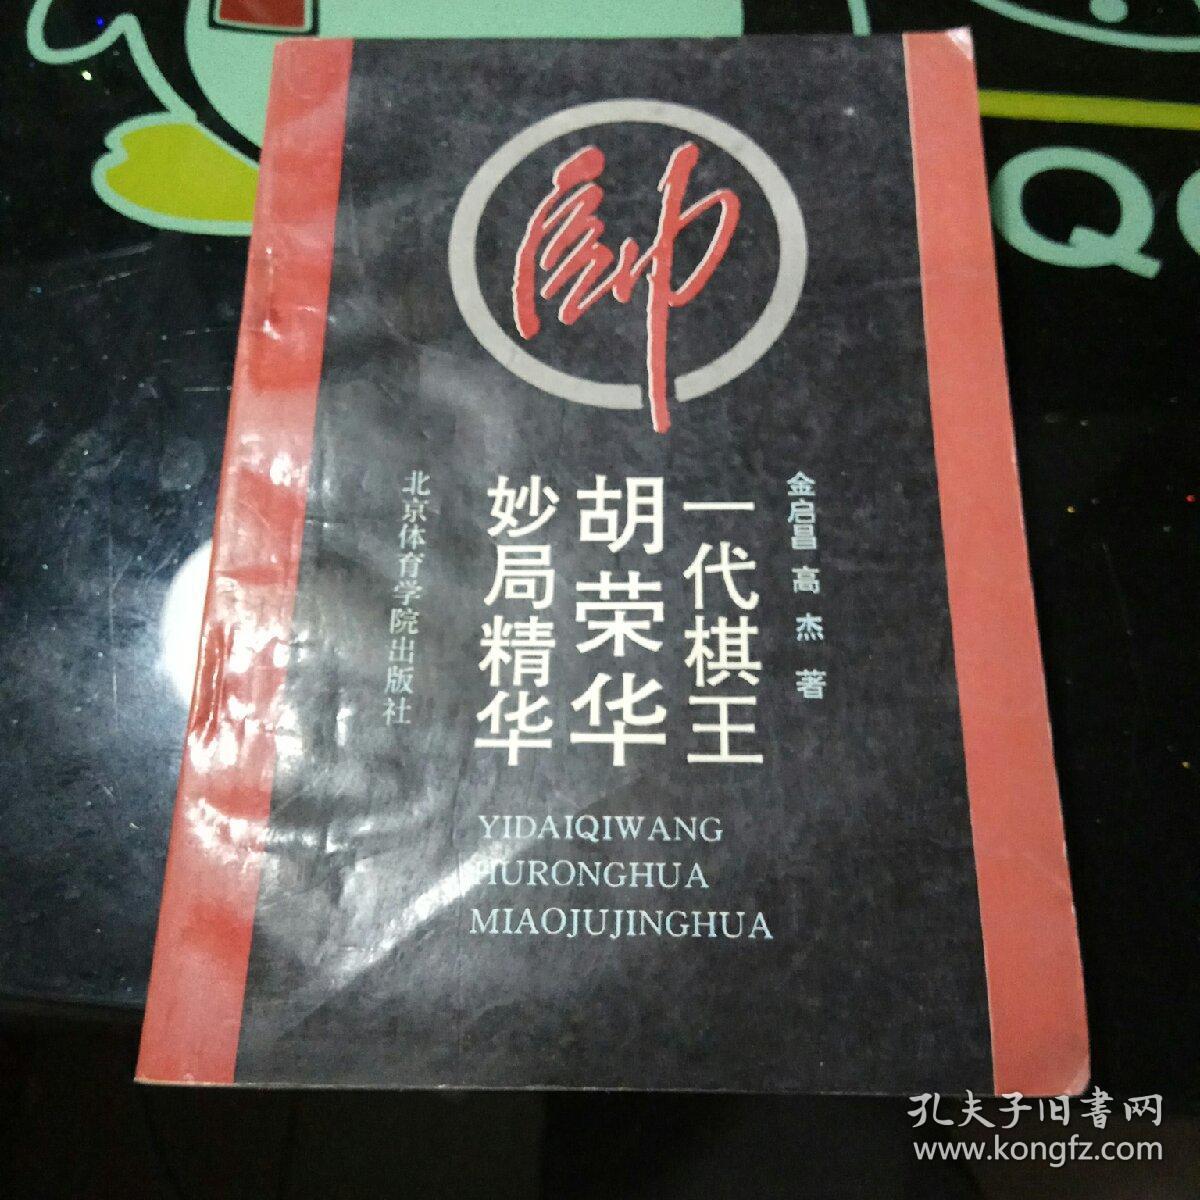 帥
金启昌 高杰 著
一代棋王
胡荣华
妙局精华
北京体育学院出版社
YIDAIQIWANG
HURONGHUA
MIAOJUJINGHUA
孔夫子旧書网
www.kongfz.com